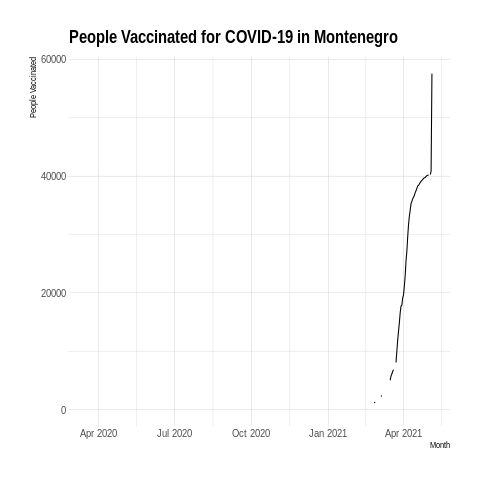 People Vaccinated for COVID-19 in Montenegro
People Vaccinated
60000
40000
20000
0
Apr 2020 Jul 2020 Oct 2020 Jan 2021 Apr 2021
Month